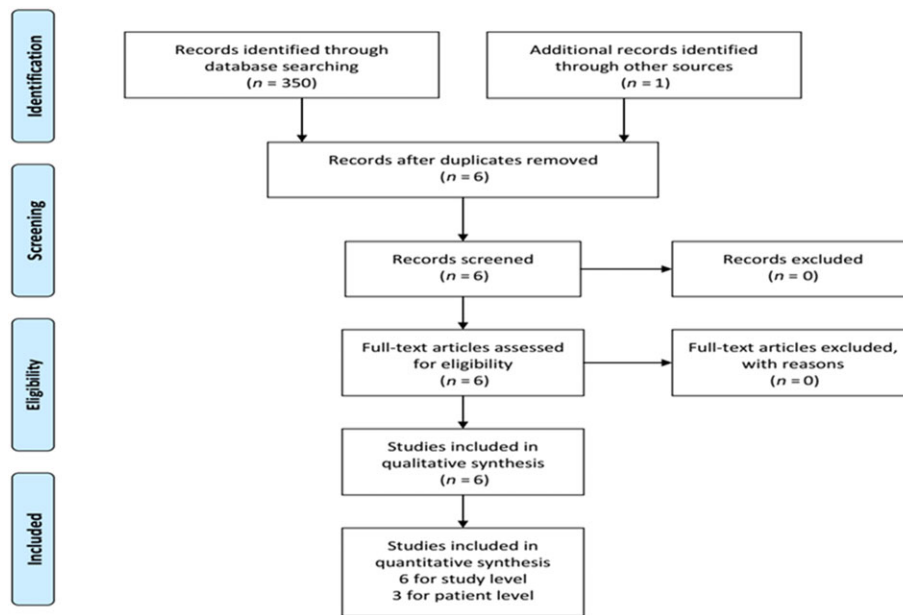 Identification
Records identified through
database searching
(n = 350)
Additional records identified
through other sources
(n = 1)
Records after duplicates removed
(n = 6)
Screening
Records screened
(n = 6)
Records excluded
(n = 0)
Eligibility
Full-text articles assessed
for eligibility
(n = 6)
Full-text articles excluded,
with reasons
(n = 0)
Studies included in
qualitative synthesis
(n = 6)
Included
Studies included in
quantitative synthesis
6 for study level
3 for patient level